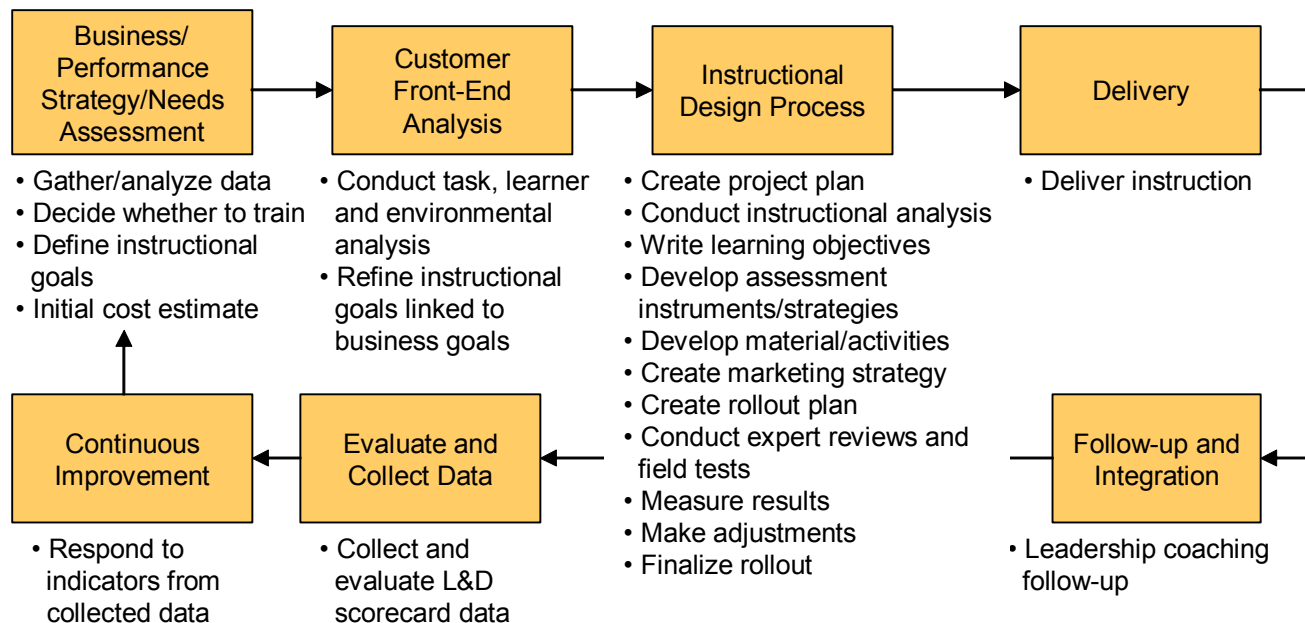 Business/
Performance
Strategy/Needs
Assessment
• Gather/analyze data
• Decide whether to train
• Define instructional
goals
• Initial cost estimate
Customer
Front-End
Analysis
• Conduct task, learner
and environmental
analysis
• Refine instructional
goals linked to
business goals
Instructional
Design Process
• Create project plan
• Conduct instructional analysis
• Write learning objectives
• Develop assessment
instruments/strategies
• Develop material/activities
• Create marketing strategy
• Create rollout plan
• Conduct expert reviews and
field tests
• Measure results
• Make adjustments
• Finalize rollout
Delivery
• Deliver instruction
Follow-up and
Integration
• Leadership coaching
follow-up
Evaluate and
Collect Data
• Collect and
evaluate L&D
scorecard data
Continuous
Improvement
• Respond to
indicators from
collected data